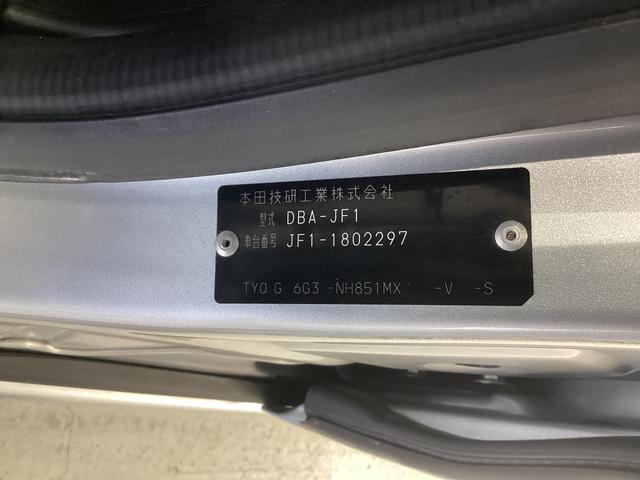 本田技研工業株式会社
型式 DBA-JF1
車台番号 JF1-1802297
TYO G 6G3 -NH851MX -V -S